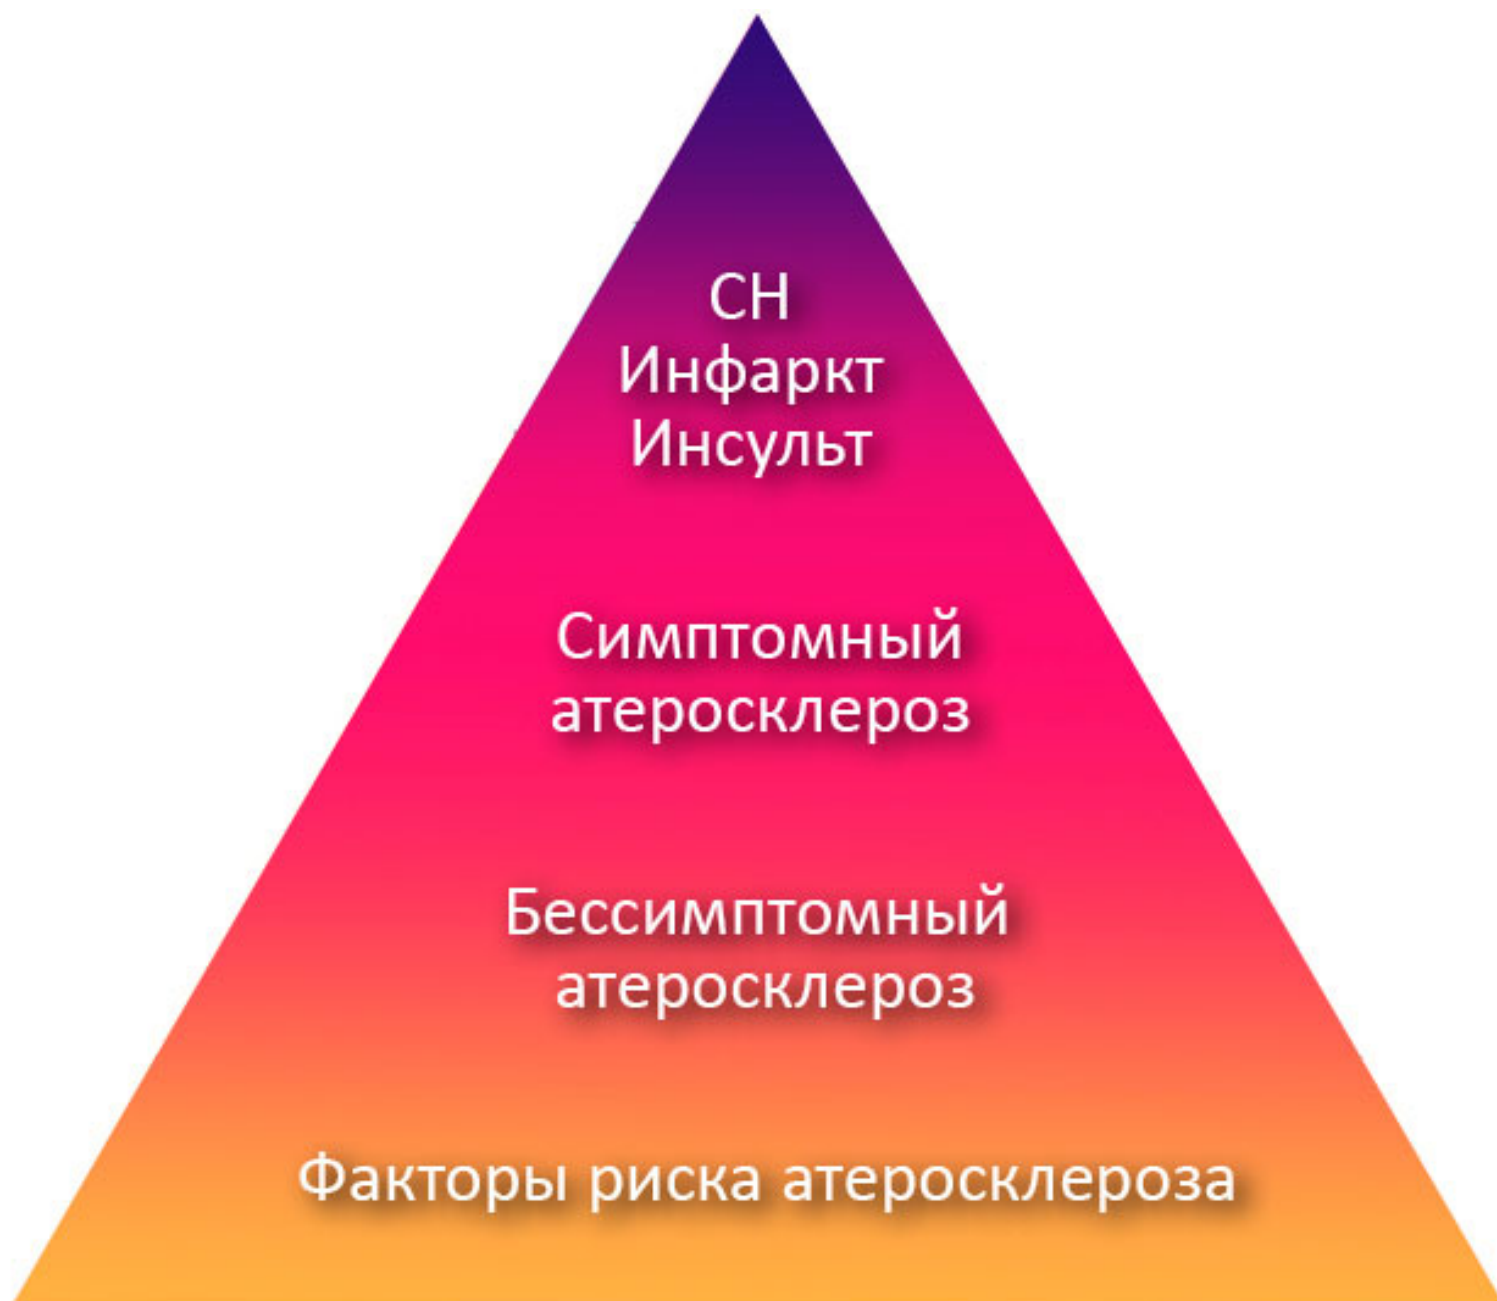 СН
Инфаркт
Инсульт
Симптомный
атеросклероз
Бессимптомный
атеросклероз
Факторы риска атеросклероза